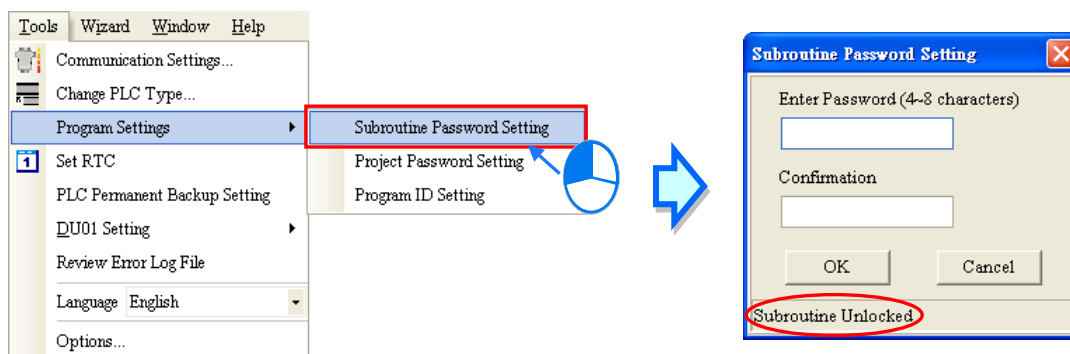 Tools Wizard Window Help
Communication Settings...
Change PLC Type...
Program Settings
Set RTC
PLC Permanent Backup Setting
DU01 Setting
Review Error Log File
Language English
Options...
Subroutine Password Setting
Project Password Setting
Program ID Setting
Subroutine Password Setting
Enter Password (4~8 characters)
Confirmation
OK Cancel
Subroutine Unlocked